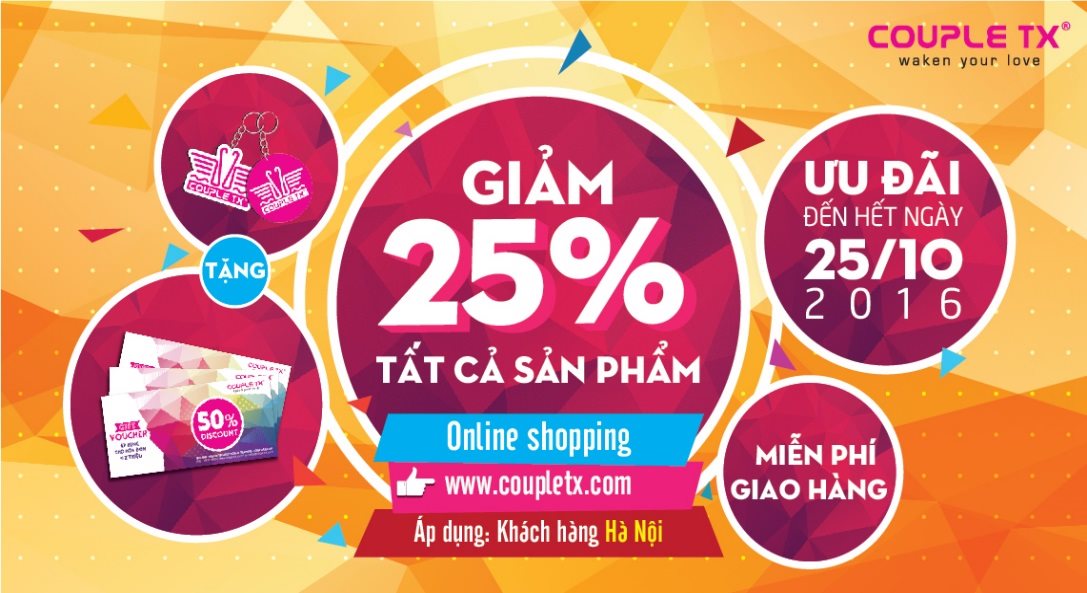 COUPLE TX®
waken your love
COUPLE TX
COUPLE TX
TẶNG
COUPLE TX
GIFT
VOUCHER
50%
DISCOUNT
GIẢM
25%
TẤT CẢ SẢN PHẨM
Online shopping
www.coupletx.com
Áp dụng: Khách hàng Hà Nội
ƯU ĐÃI
ĐẾN HẾT NGÀY
25/10
2016
MIỄN PHÍ
GIAO HÀNG